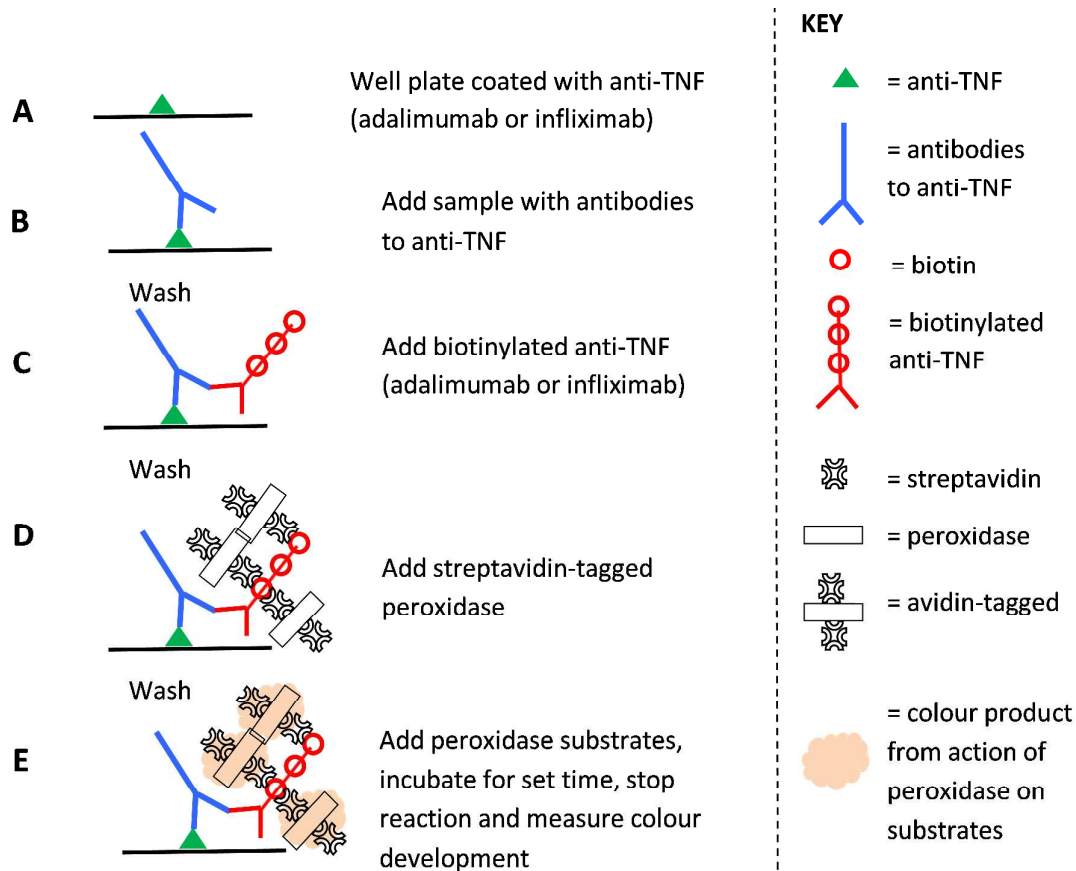 A
Well plate coated with anti-TNF
(adalimumab or infliximab)
B
Add sample with antibodies
to anti-TNF
Wash
C
Add biotinylated anti-TNF
(adalimumab or infliximab)
Wash
D
Add streptavidin-tagged
peroxidase
Wash
E
Add peroxidase substrates,
incubate for set time, stop
reaction and measure colour
development
KEY
= anti-TNF
= antibodies
to anti-TNF
= biotin
= biotinylated
anti-TNF
= streptavidin
= peroxidase
= avidin-tagged
= colour product
from action of
peroxidase on
substrates